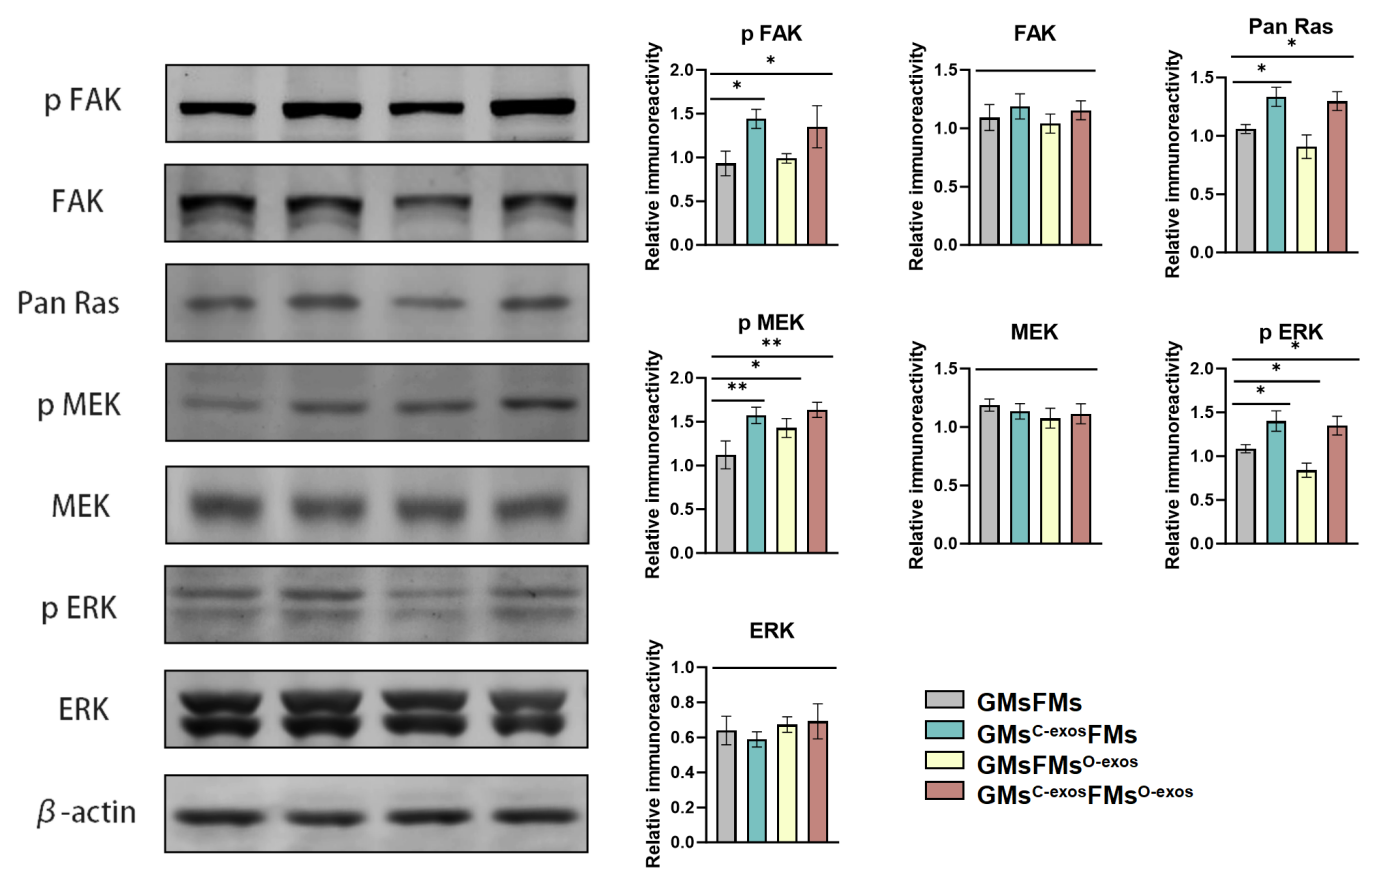 p FAK
FAK
Pan Ras
p MEK
MEK
p ERK
ERK
β-actin
p FAK
*
*
Relative immunoreactivity
2.0
1.5
1.0
0.5
0.0
FAK
Relative immunoreactivity
1.5
1.0
0.5
0.0
Pan Ras
*
*
Relative immunoreactivity
1.5
1.0
0.5
0.0
p MEK
**
*
**
Relative immunoreactivity
2.0
1.5
1.0
0.5
0.0
MEK
Relative immunoreactivity
1.5
1.0
0.5
0.0
p ERK
*
*
*
Relative immunoreactivity
2.0
1.5
1.0
0.5
0.0
ERK
Relative immunoreactivity
1.0
0.8
0.6
0.4
0.2
0.0
GMsFMs
GMsC-exosFMs
GMsFMsO-exos
GMsC-exosFMsO-exos